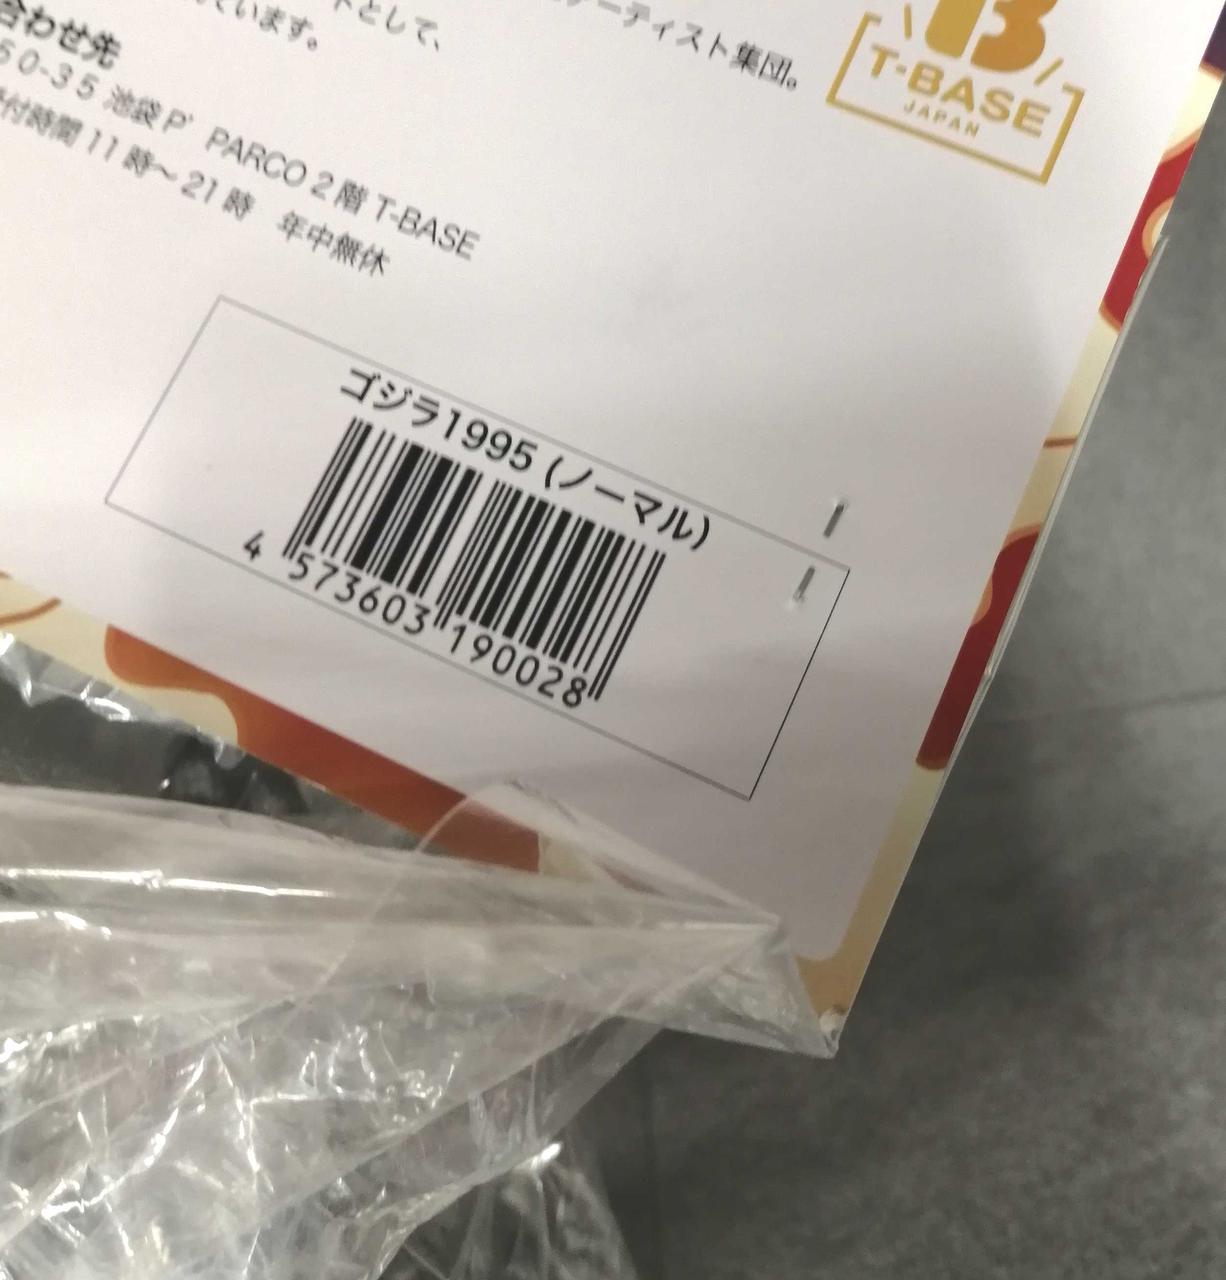 ーティスト集団。
トとして、
ています。
合わせ先
50-35 池袋P' PARCO 2階 T-BASE
付時間 11時〜21時 年中無休
T-BASE
JAPAN
ゴジラ1995 (ノーマル)
4 573603 190028